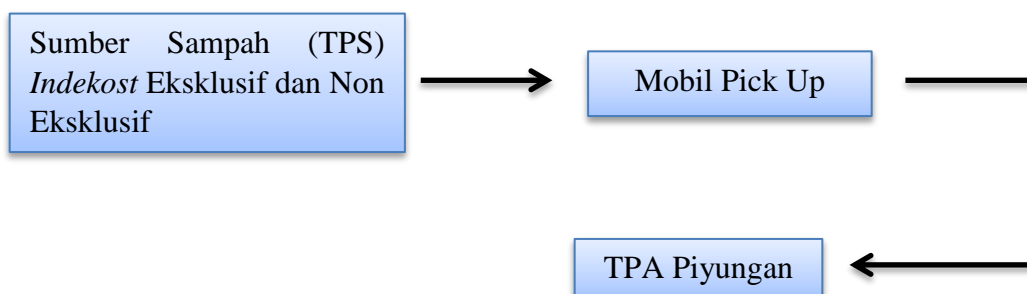 Sumber Sampah (TPS)
Indekost Eksklusif dan Non
Eksklusif
Mobil Pick Up
TPA Piyungan